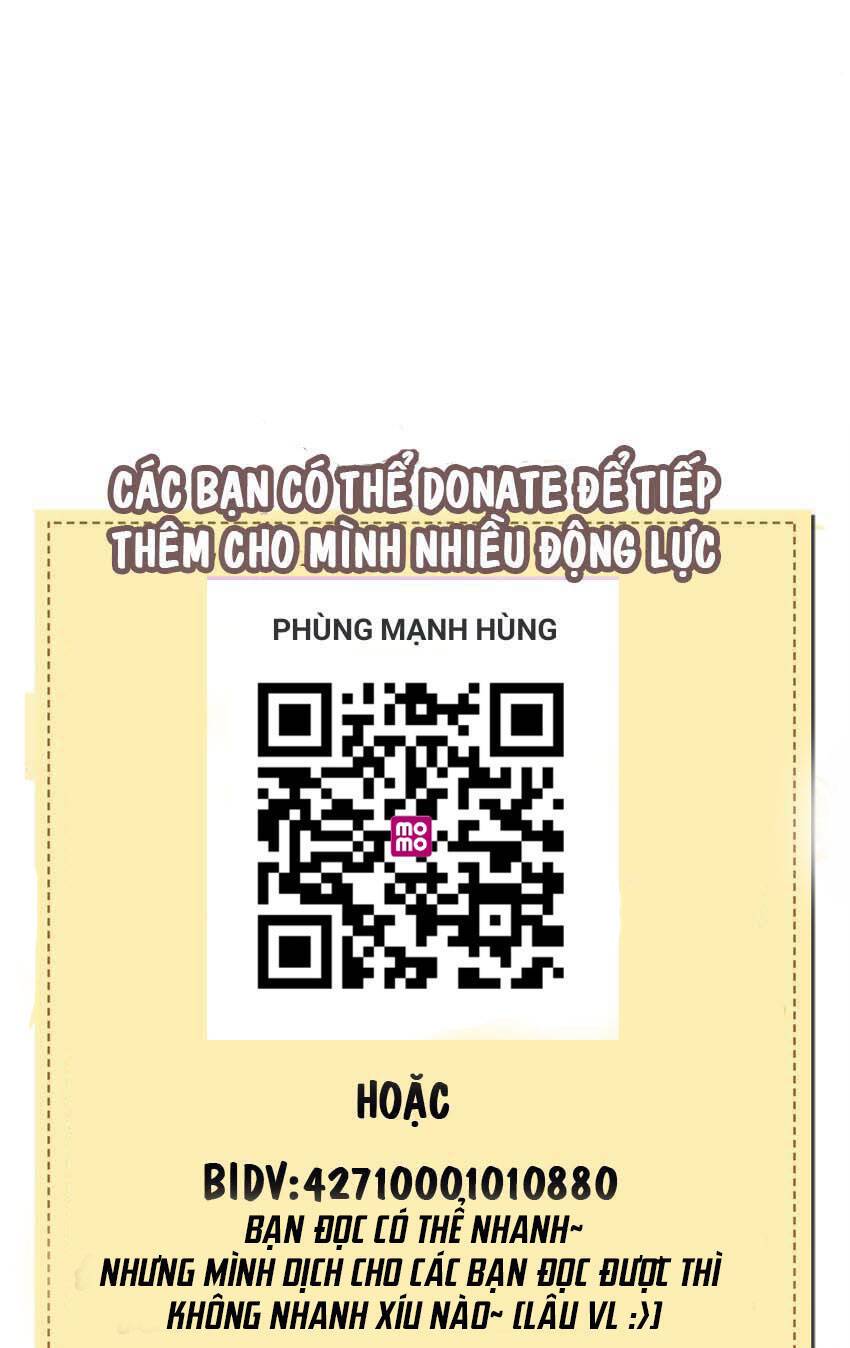 CÁC BẠN CÓ THỂ DONATE ĐỂ TIẾP
THÊM CHO MÌNH NHIỀU ĐỘNG LỰC
PHÙNG MẠNH HÙNG
mo
mo
HOẶC
BIDV:42710001010880
BẠN ĐỌC CÓ THỂ NHANH~
NHƯNG MÌNH DỊCH CHO CÁC BẠN ĐỌC ĐƯỢC THÌ
KHÔNG NHANH XÍU NÀO~ (LÂU VL :>)